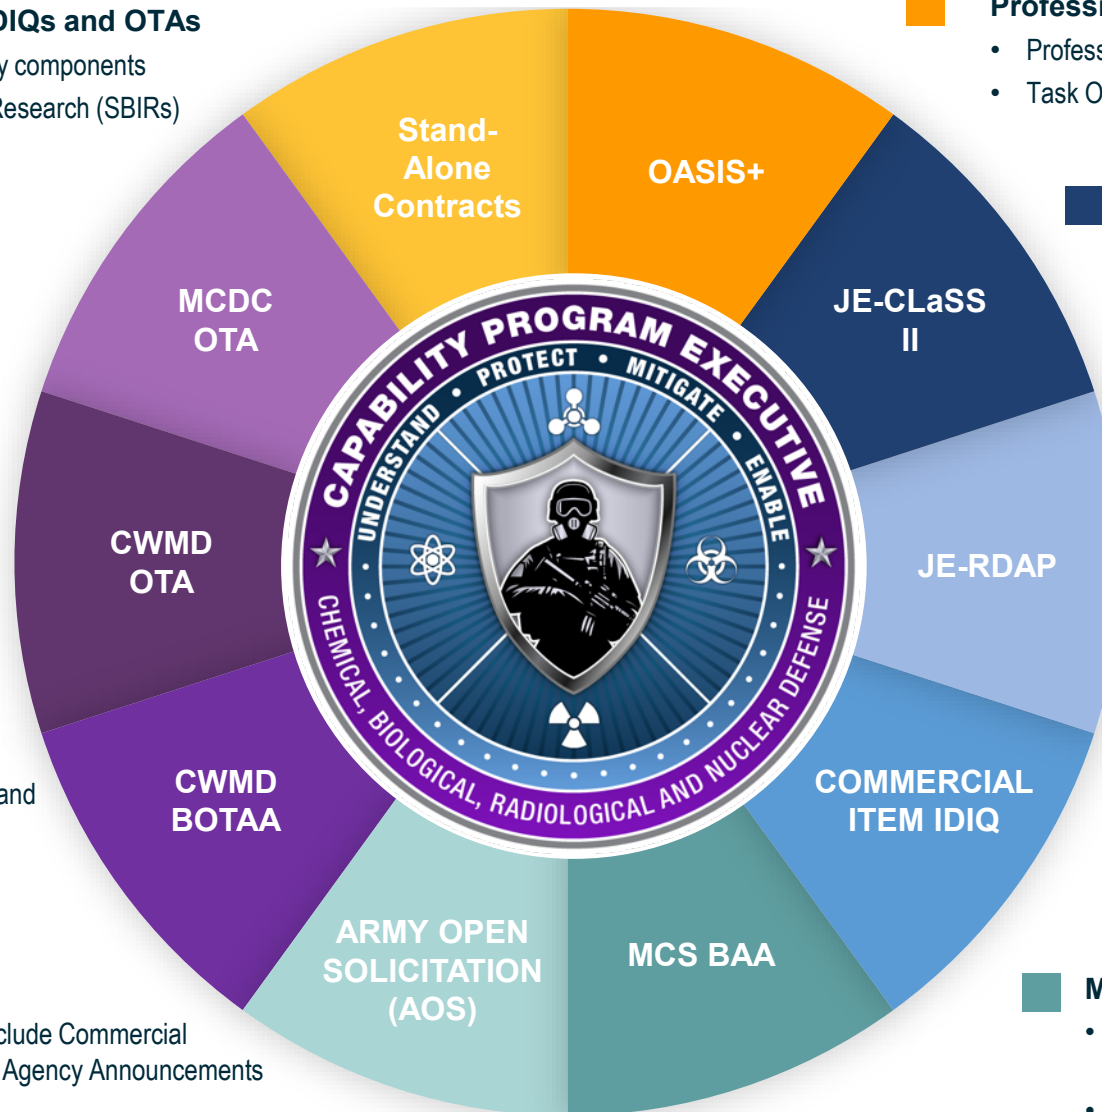 DIQs and OTAs
y components
Research (SBIRs)
Profess
Task O
Stand-
Alone
Contracts
OASIS+
MCDC
OTA
JE-CLaSS
II
CWMD
OTA
JE-RDAP
CWMD
BOTAA
COMMERCIAL
ITEM IDIQ
ARMY OPEN
SOLICITATION
(AOS)
MCS BAA
CAPABILITY PROGRAM EXECUTIVE
UNDERSTAND • PROTECT • MITIGATE • ENABLE
CHEMICAL, BIOLOGICAL, RADIOLOGICAL AND NUCLEAR DEFENSE
and
clude Commercial
Agency Announcements
M